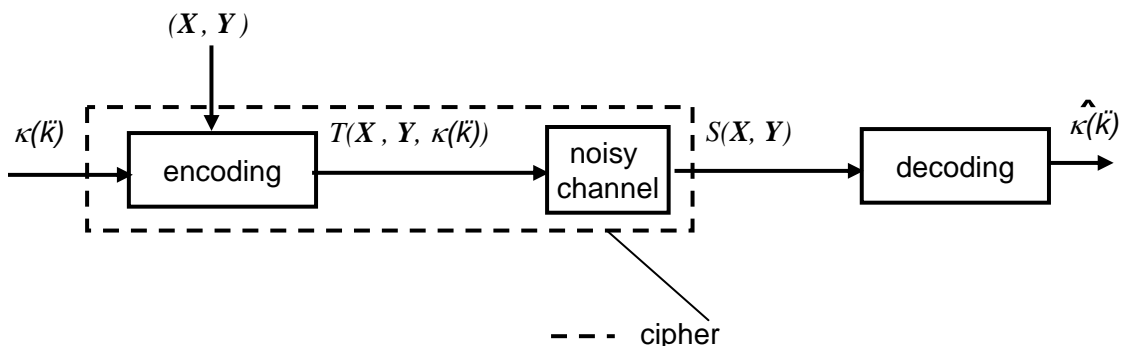 (X, Y)
κ(k̈)
encoding
T(X, Y, κ(k̈))
noisy
channel
S(X, Y)
decoding
κ̂(k̈)
cipher